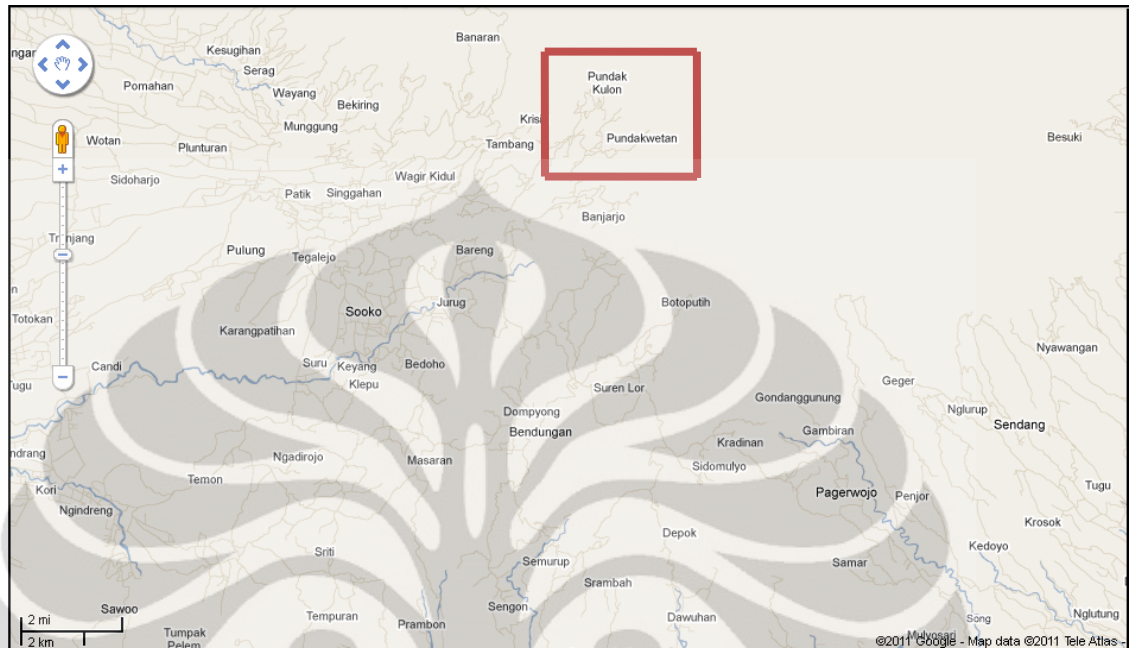 Banaran
Kesugihan
Serag
Pundak
Kulon
Pomahan
Wayang
Bekiring
Krisi
Munggung
Besuki
Wotan
Plunturan
Tambang
Pundakwetan
Sidoharjo
Wagir Kidul
Patik
Singgahan
Banjarjo
Pulung
Tegalejo
Bareng
Sooko
Jurug
Botoputih
Totokan
Karangpatihan
Nyawangan
Candi
Suru
Keyang
Bedoho
Klepu
Suren Lor
Geger
Gondanggunung
Nglurup
Dompyong
Sendang
Bendungan
Gambiran
Kradinan
Ngadirojo
Masaran
Sidomulyo
Temon
Tugu
Kori
Pagerwojo
Penjor
Ngindreng
Krosok
Depok
Kedoyo
Sriti
Semurup
Samar
Srambah
Sawoo
Sengon
Tempuran
Dawuhan
Song
Nglutung
2 mi
Prambon
Tumpak
Pelem
Mulyosari
2 km
©2011 Google - Map data ©2011 Tele Atlas -